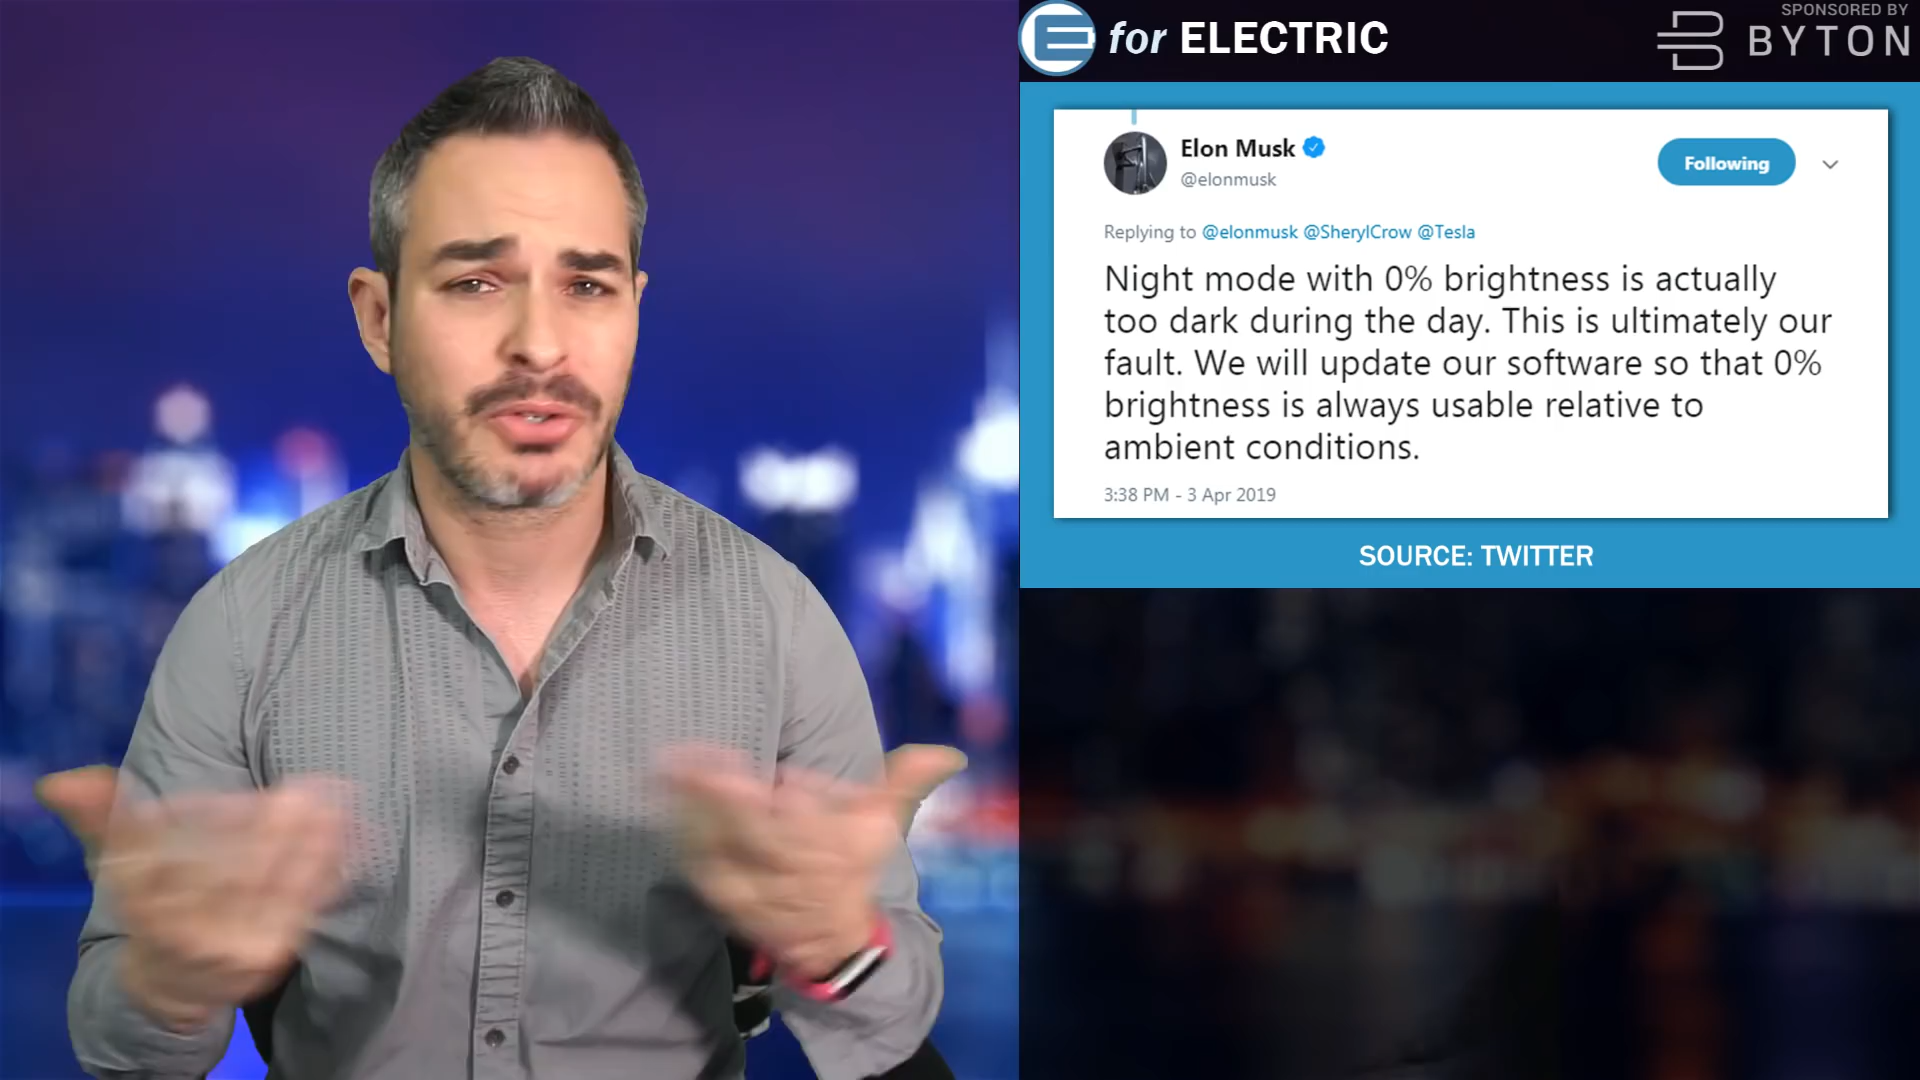 for ELECTRIC
SPONSORED BY
BYTON
Elon Musk
@elonmusk
Following
Replying to @elonmusk @SherylCrow @Tesla
Night mode with 0% brightness is actually
too dark during the day. This is ultimately our
fault. We will update our software so that 0%
brightness is always usable relative to
ambient conditions.
3:38 PM - 3 Apr 2019
SOURCE: TWITTER